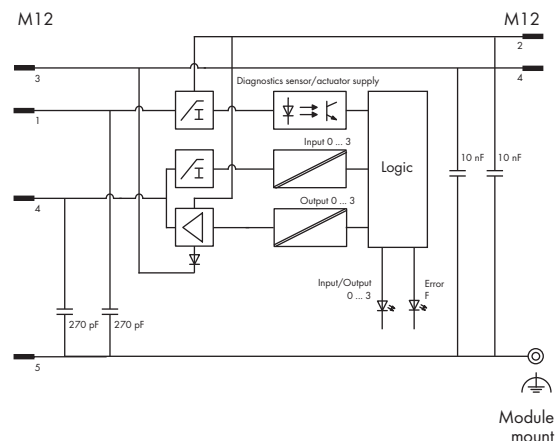 M12
M12
2
3
4
Diagnostics sensor/actuator supply
1
I
Input 0 ... 3
10 nF
10 nF
I
Logic
Output 0 ... 3
4
Input/Output
0 ... 3
Error
F
270 pF
270 pF
5
Module
mount